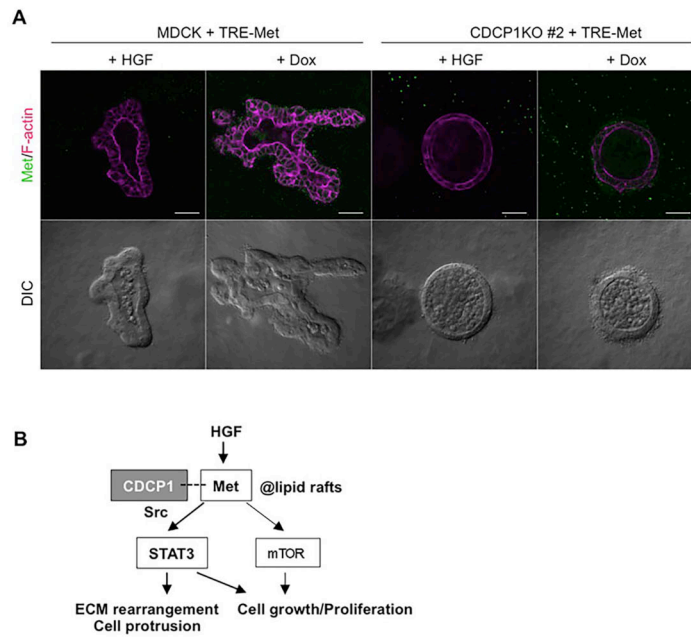 A
MDCK + TRE-Met
CDCP1KO #2 + TRE-Met
+ HGF
+ Dox
+ HGF
+ Dox
Met/F-actin
DIC
B
HGF
CDCP1
Met
@lipid rafts
Src
STAT3
mTOR
ECM rearrangement
Cell protrusion
Cell growth/Proliferation